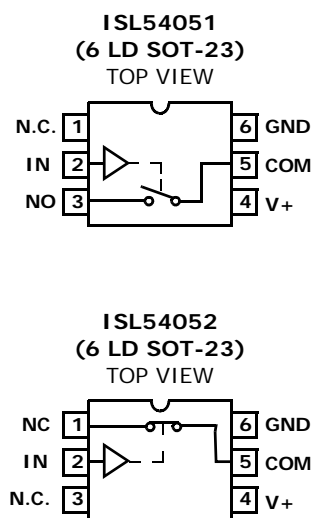 ISL54051
(6 LD SOT-23)
TOP VIEW
N.C. 1 6 GND
IN 2 5 COM
NO 3 4 V+
ISL54052
(6 LD SOT-23)
TOP VIEW
NC 1 6 GND
IN 2 5 COM
N.C. 3 4 V+